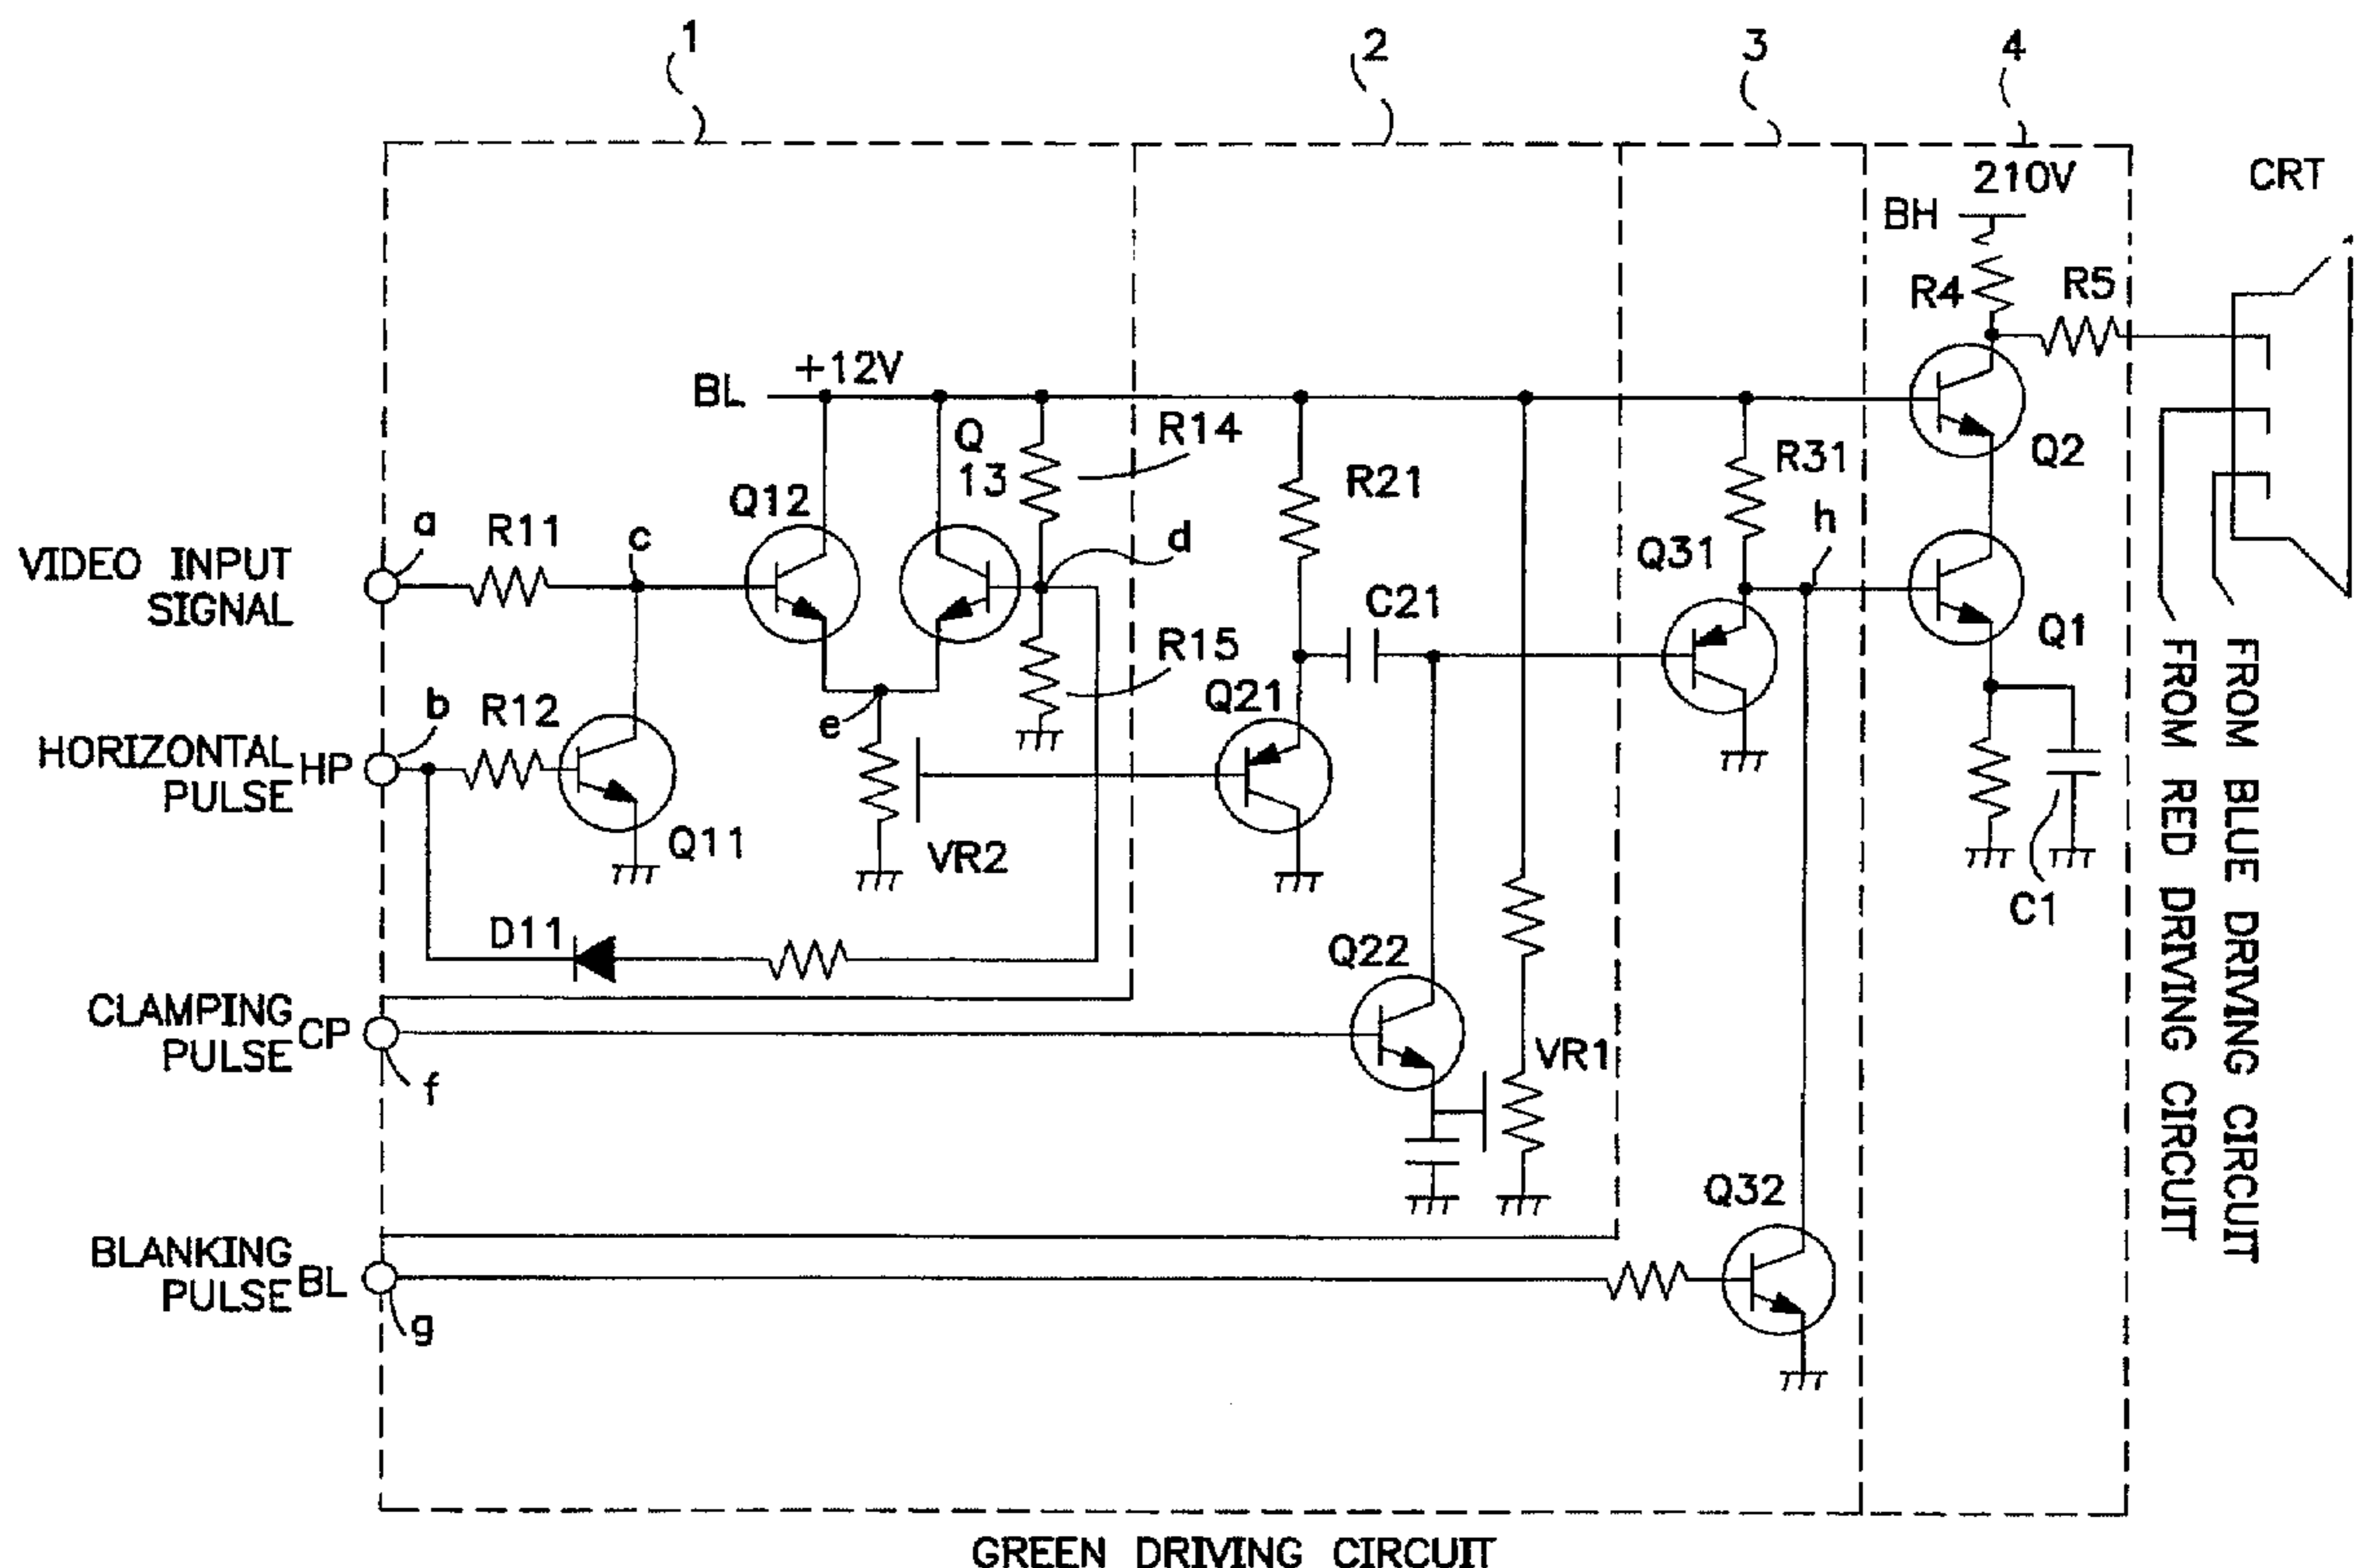 1
2
3
4
210V
CRT
BH
R4
R5
+12V
BL
Q
13
R14
R21
R31
Q2
Q12
a
R11
c
d
Q31
h
VIDEO INPUT
SIGNAL
C21
Q1
R15
b
R12
e
Q21
HORIZONTAL
PULSE
HP
Q11
VR2
C1
D11
Q22
CLAMPING
PULSE
CP
f
VR1
Q32
BLANKING
PULSE
BL
g
FROM BLUE DRIVING CIRCUIT
FROM RED DRIVING CIRCUIT
GREEN DRIVING CIRCUIT